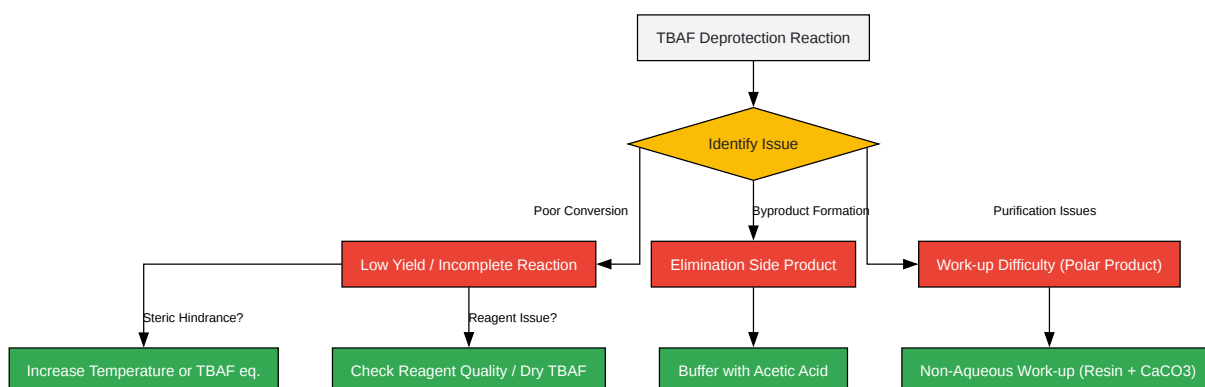 TBAF Deprotection Reaction
Identify Issue
Poor Conversion
Byproduct Formation
Purification Issues
Low Yield / Incomplete Reaction
Elimination Side Product
Work-up Difficulty (Polar Product)
Steric Hindrance?
Reagent Issue?
Increase Temperature or TBAF eq.
Check Reagent Quality / Dry TBAF
Buffer with Acetic Acid
Non-Aqueous Work-up (Resin + CaCO3)